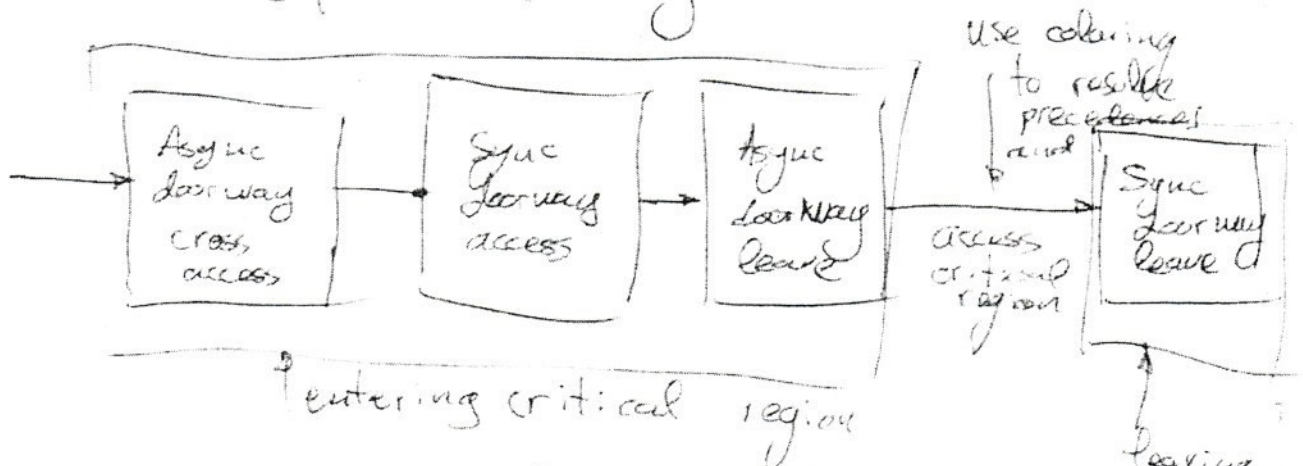 use coloring
to resolve
precedences
Async
doorway
cross
access
Sync
doorway
access
Async
doorway
leave
access
critical
region
Sync
doorway
leave
entering critical region
leaving